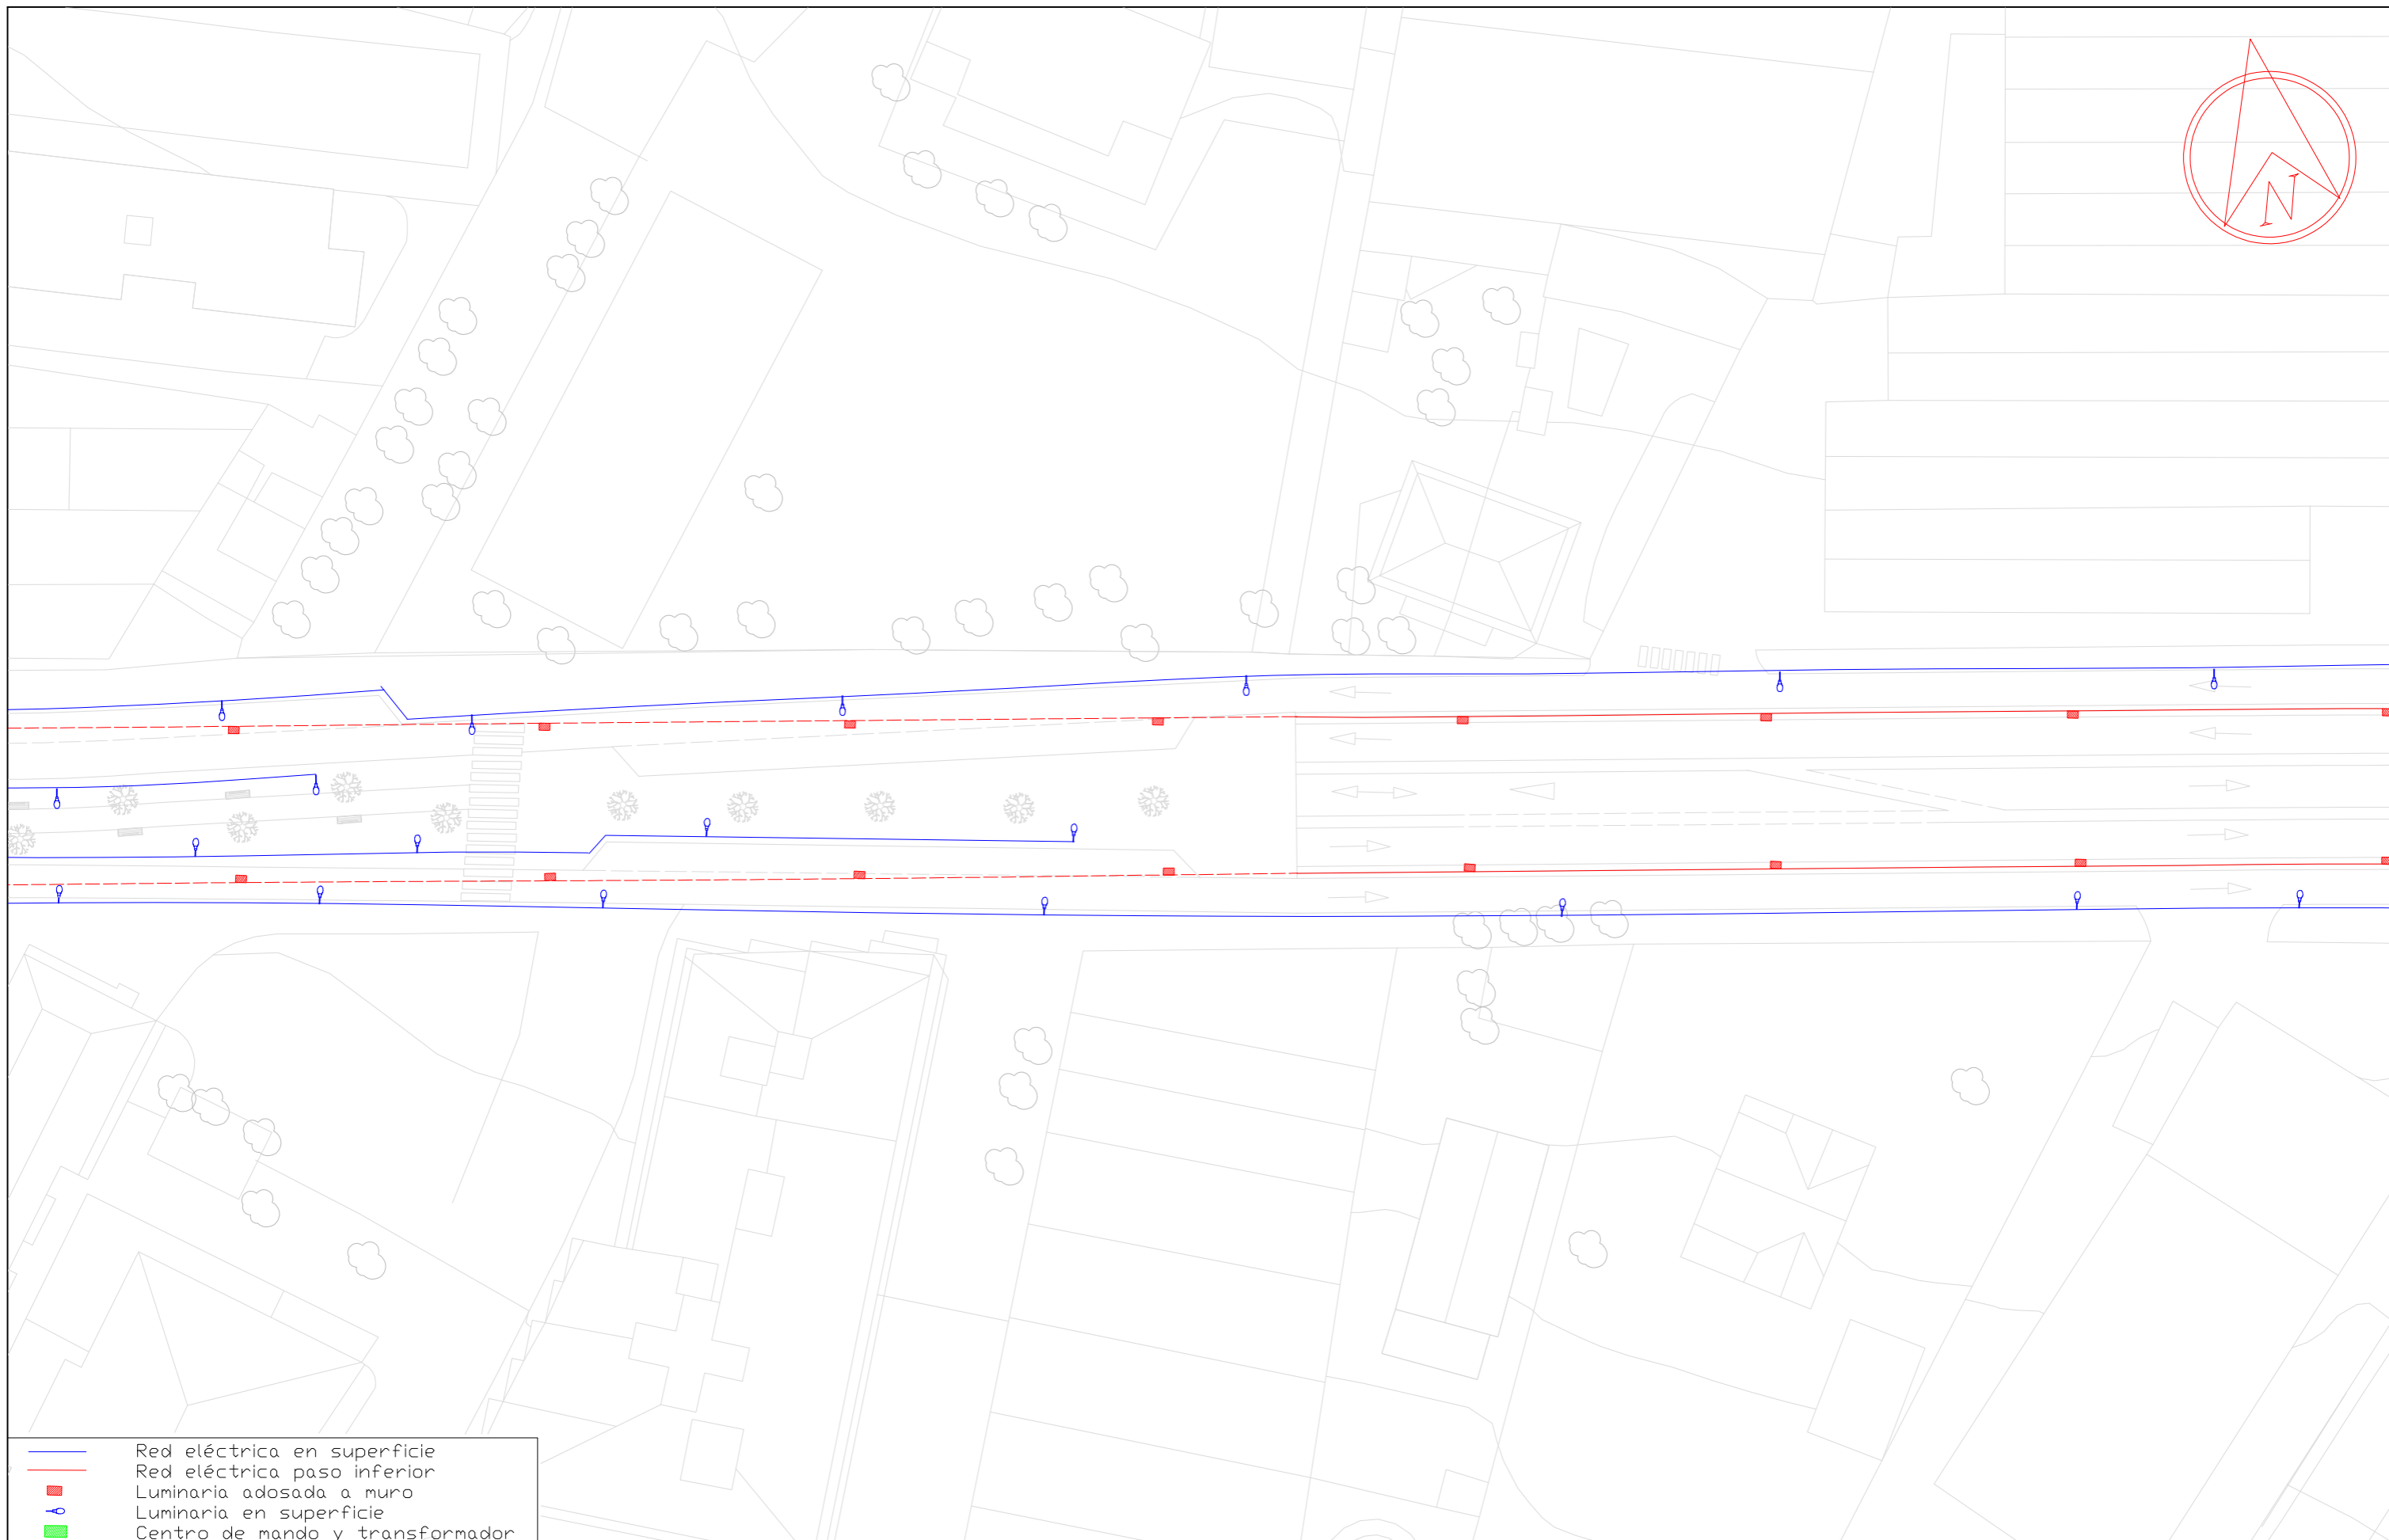 N
Red eléctrica en superficie
Red eléctrica paso inferior
Luminaria adosada a muro
Luminaria en superficie
Centro de mando y transformador